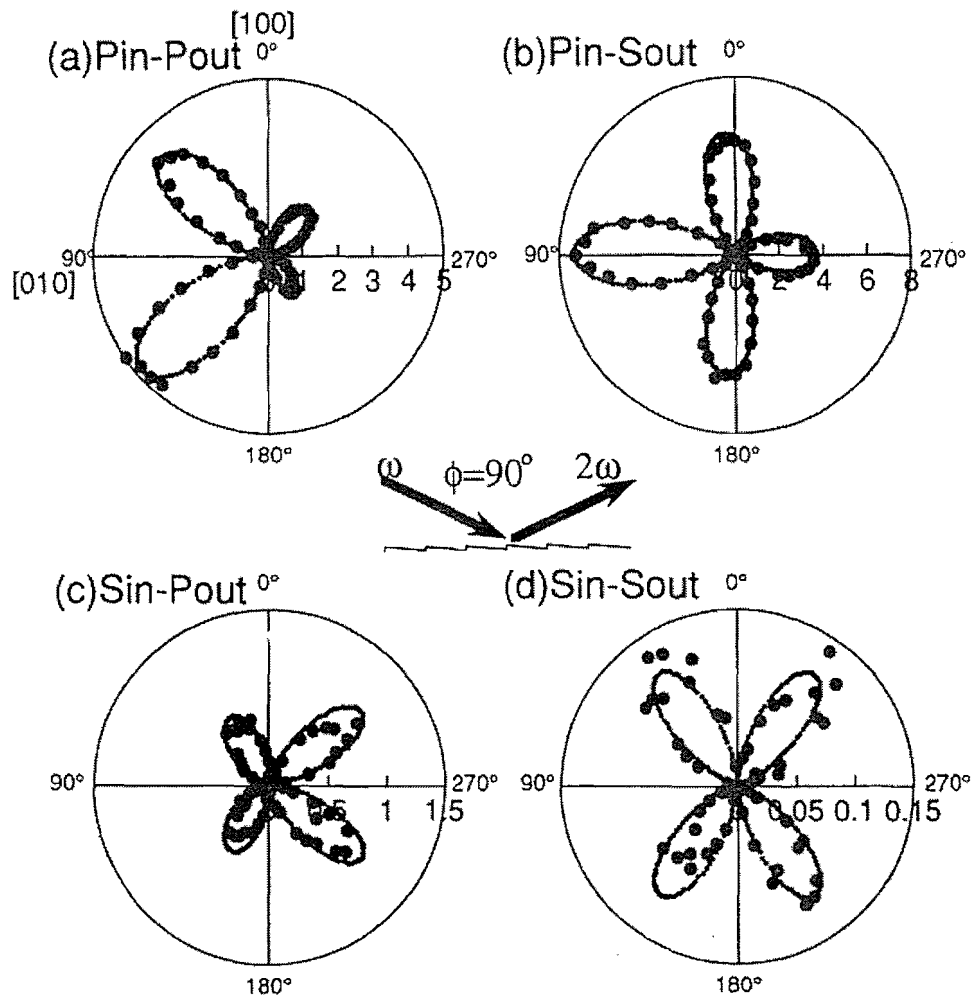 [100]
(a)Pin-Pout 0°
90° 270°
[010]
0 1 2 3 4 5
180°
(b)Pin-Sout 0°
90° 270°
0 2 4 6 8
180°
ω ϕ=90° 2ω
(c)Sin-Pout 0°
90° 270°
0.5 1 1.5
180°
(d)Sin-Sout 0°
90° 270°
0 0.05 0.1 0.15
180°